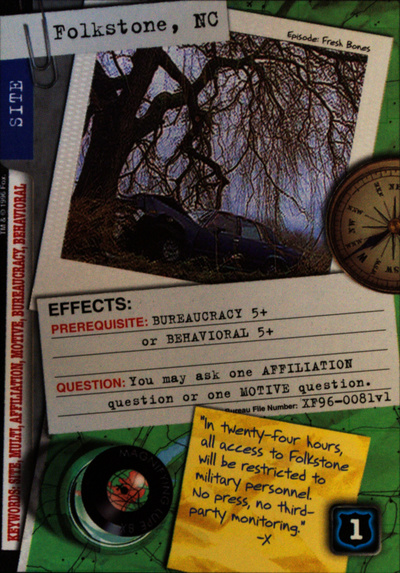 Folkstone, NC
Episode: Fresh Bones
SITE
TM & © 1996 Fox.
KEYWORDS: SITE, MULTI, AFFILIATION, MOTIVE, BUREAUCRACY, BEHAVIORAL
EFFECTS:
PREREQUISITE: BUREAUCRACY 5+
or BEHAVIORAL 5+
QUESTION: You may ask one AFFILIATION
question or one MOTIVE question.
Bureau File Number: XF96-0081v1
"In twenty-four hours,
all access to Folkstone
will be restricted to
military personnel.
No press, no third-
party monitoring."
-X
1